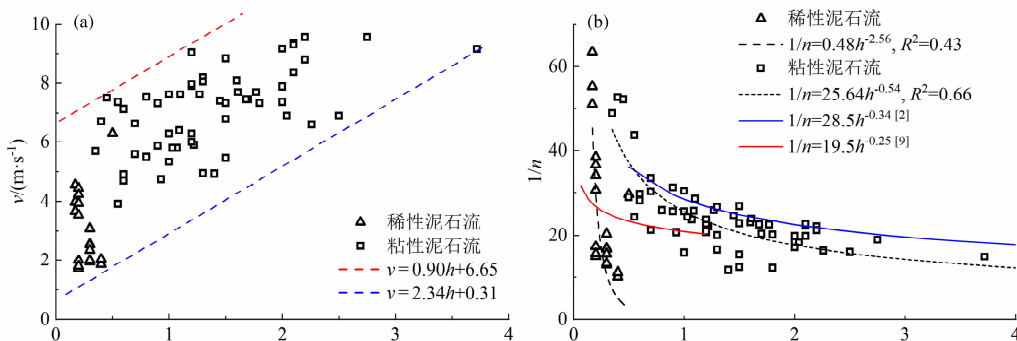 (a)
v/(m·s⁻¹)
10
8
6
4
2
0
稀性泥石流
粘性泥石流
v=0.90h+6.65
v=2.34h+0.31
0 1 2 3 4
(b)
1/n
60
40
20
0
稀性泥石流
1/n=0.48h^-2.56, R²=0.43
粘性泥石流
1/n=25.64h^-0.54, R²=0.66
1/n=28.5h^-0.34 [2]
1/n=19.5h^-0.25 [9]
0 1 2 3 4